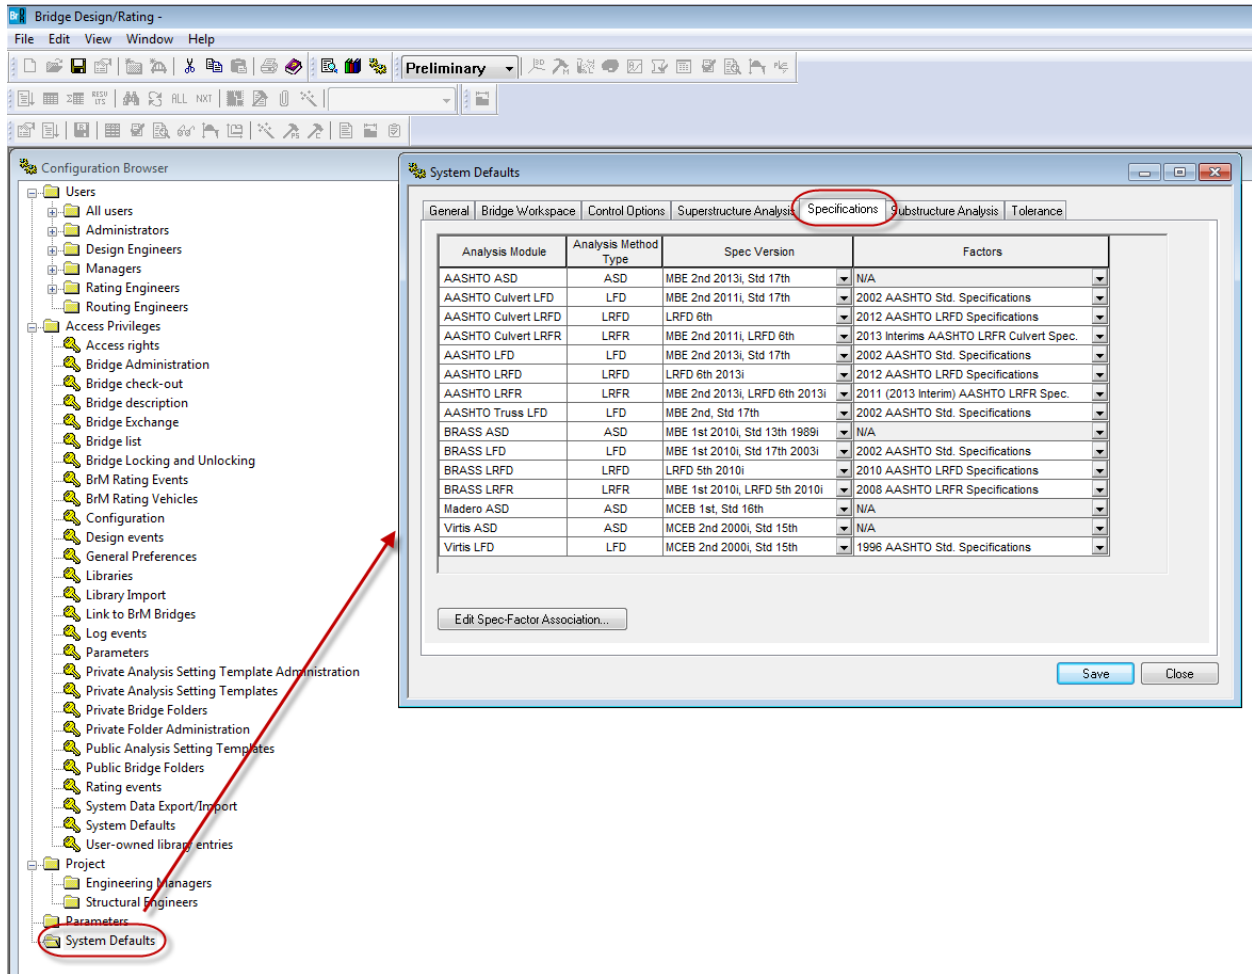 Bridge Design/Rating -
File Edit View Window Help
Preliminary
ALL NXT
Configuration Browser
Users
All users
Administrators
Design Engineers
Managers
Rating Engineers
Routing Engineers
Access Privileges
Access rights
Bridge Administration
Bridge check-out
Bridge description
Bridge Exchange
Bridge list
Bridge Locking and Unlocking
BrM Rating Events
BrM Rating Vehicles
Configuration
Design events
General Preferences
Libraries
Library Import
Link to BrM Bridges
Log events
Parameters
Private Analysis Setting Template Administration
Private Analysis Setting Templates
Private Bridge Folders
Private Folder Administration
Public Analysis Setting Templates
Public Bridge Folders
Rating events
System Data Export/Import
System Defaults
User-owned library entries
Project
Engineering Managers
Structural Engineers
Parameters
System Defaults
System Defaults
General Bridge Workspace Control Options Superstructure Analysis Specifications Substructure Analysis Tolerance
Analysis Module Analysis Method Type Spec Version Factors
AASHTO ASD ASD MBE 2nd 2013i, Std 17th N/A
AASHTO Culvert LFD LFD MBE 2nd 2011i, Std 17th 2002 AASHTO Std. Specifications
AASHTO Culvert LRFD LRFD LRFD 6th 2012 AASHTO LRFD Specifications
AASHTO Culvert LRFR LRFR MBE 2nd 2011i, LRFD 6th 2013 Interims AASHTO LRFR Culvert Spec.
AASHTO LFD LFD MBE 2nd 2013i, Std 17th 2002 AASHTO Std. Specifications
AASHTO LRFD LRFD LRFD 6th 2013i 2012 AASHTO LRFD Specifications
AASHTO LRFR LRFR MBE 2nd 2013i, LRFD 6th 2013i 2011 (2013 Interim) AASHTO LRFR Spec.
AASHTO Truss LFD LFD MBE 2nd, Std 17th 2002 AASHTO Std. Specifications
BRASS ASD ASD MBE 1st 2010i, Std 13th 1989i N/A
BRASS LFD LFD MBE 1st 2010i, Std 17th 2003i 2002 AASHTO Std. Specifications
BRASS LRFD LRFD LRFD 5th 2010i 2010 AASHTO LRFD Specifications
BRASS LRFR LRFR MBE 1st 2010i, LRFD 5th 2010i 2008 AASHTO LRFR Specifications
Madero ASD ASD MCEB 1st, Std 16th N/A
Virtis ASD ASD MCEB 2nd 2000i, Std 15th N/A
Virtis LFD LFD MCEB 2nd 2000i, Std 15th 1996 AASHTO Std. Specifications
Edit Spec-Factor Association...
Save Close